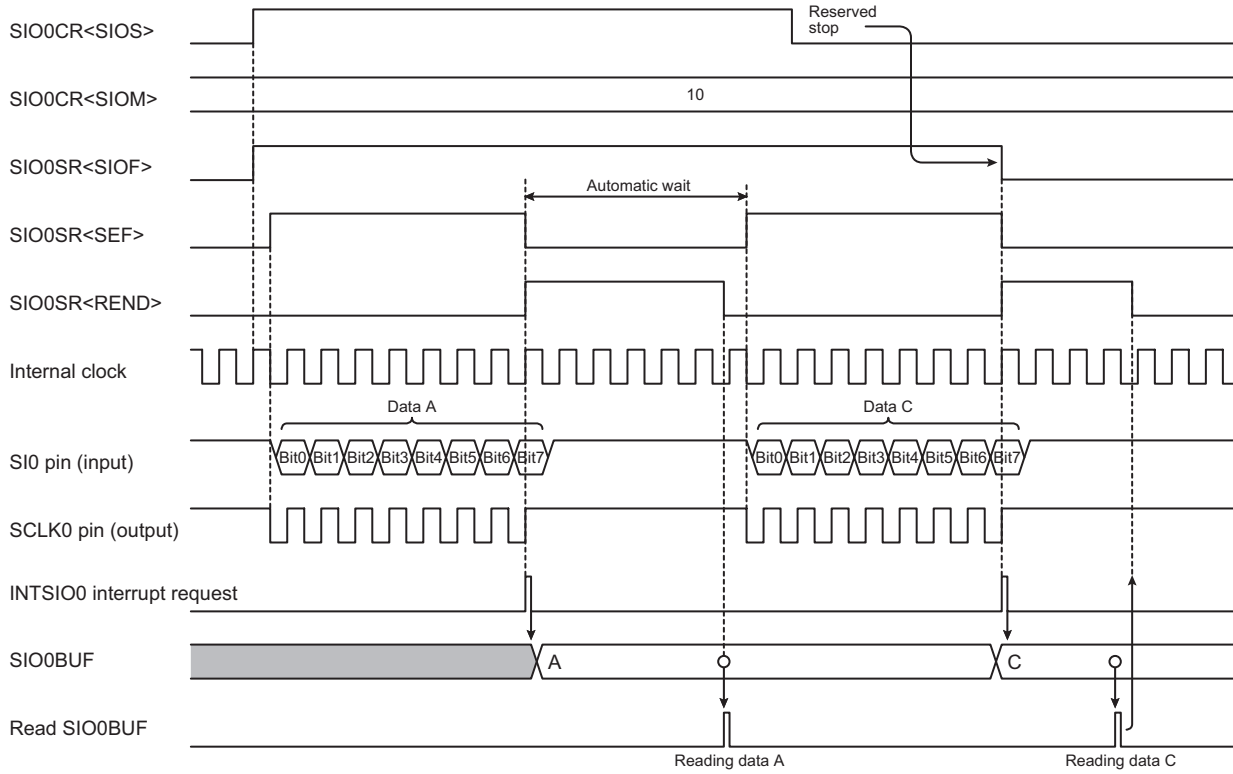 SIO0CR<SIOS>
Reserved
stop
SIO0CR<SIOM>
10
SIO0SR<SIOF>
Automatic wait
SIO0SR<SEF>
SIO0SR<REND>
Internal clock
Data A
Data C
SI0 pin (input)
Bit0 Bit1 Bit2 Bit3 Bit4 Bit5 Bit6 Bit7
Bit0 Bit1 Bit2 Bit3 Bit4 Bit5 Bit6 Bit7
SCLK0 pin (output)
INTSIO0 interrupt request
SIO0BUF
A
C
Read SIO0BUF
Reading data A
Reading data C